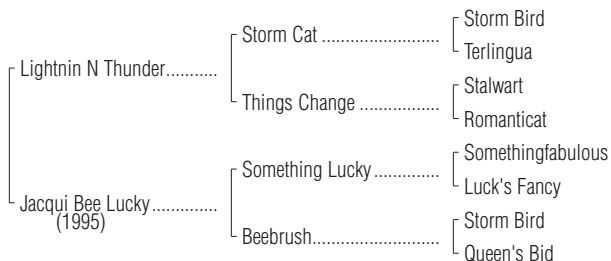 Storm Bird
Storm Cat ..........................
Terlingua
Lightnin N Thunder...........
Stalwart
Things Change ..................
Romanticat
Somethingfabulous
Something Lucky ..............
Luck's Fancy
Jacqui Bee Lucky..............
(1995)
Storm Bird
Beebrush............................
Queen's Bid